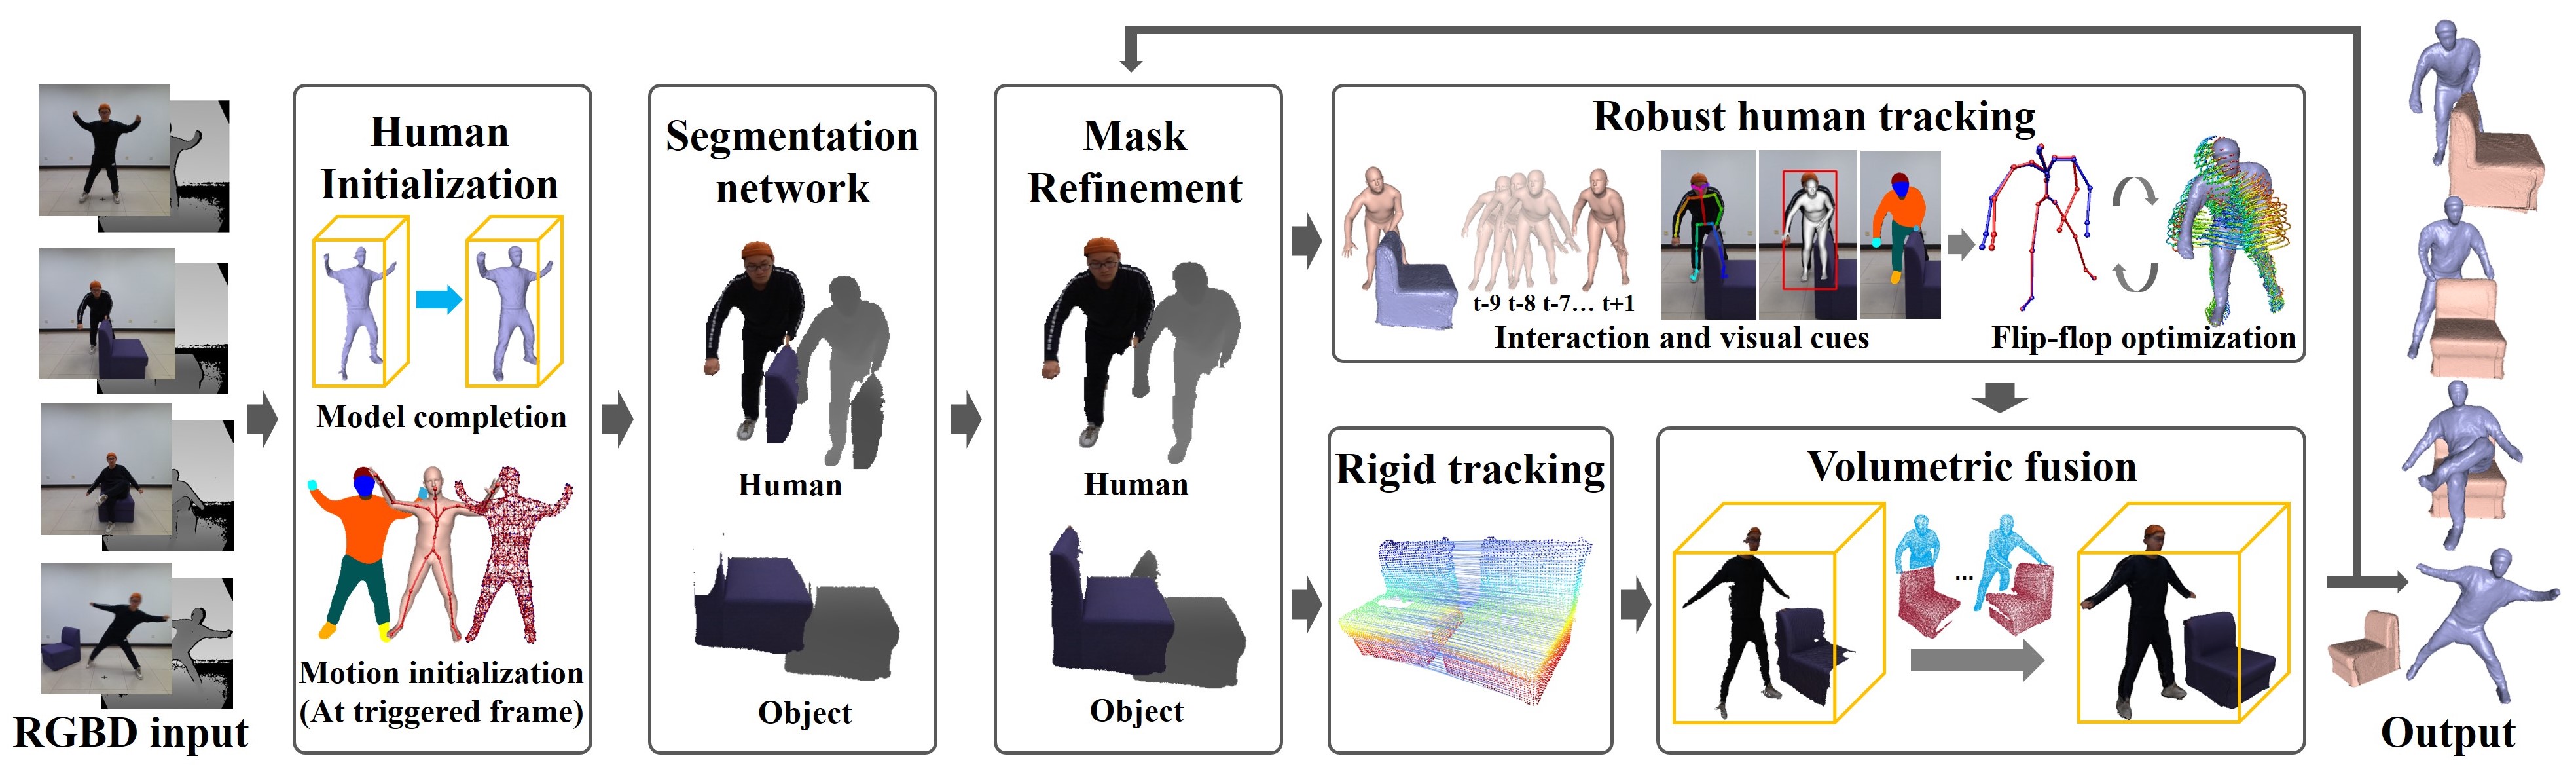 RGBD input
Human
Initialization
Model completion
Motion initialization
(At triggered frame)
Segmentation
network
Human
Object
Mask
Refinement
Human
Object
Robust human tracking
t-9 t-8 t-7... t+1
Interaction and visual cues
Flip-flop optimization
Rigid tracking
Volumetric fusion
...
Output